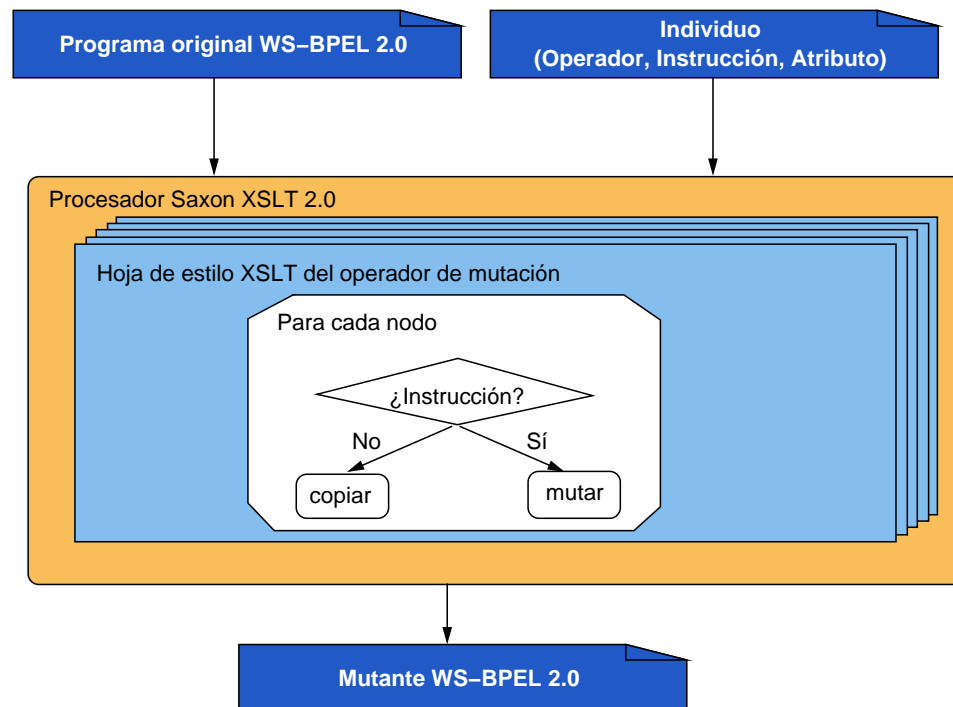 Programa original WS−BPEL 2.0
Individuo
(Operador, Instrucción, Atributo)
Procesador Saxon XSLT 2.0
Hoja de estilo XSLT del operador de mutación
Para cada nodo
¿Instrucción?
No
Sí
copiar
mutar
Mutante WS−BPEL 2.0